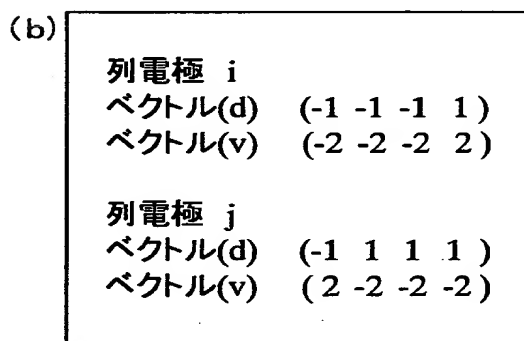 (b)
列電極 i
ベクトル(d) (-1 -1 -1 1)
ベクトル(v) (-2 -2 -2 2)
列電極 j
ベクトル(d) (-1 1 1 1)
ベクトル(v) (2 -2 -2 -2)